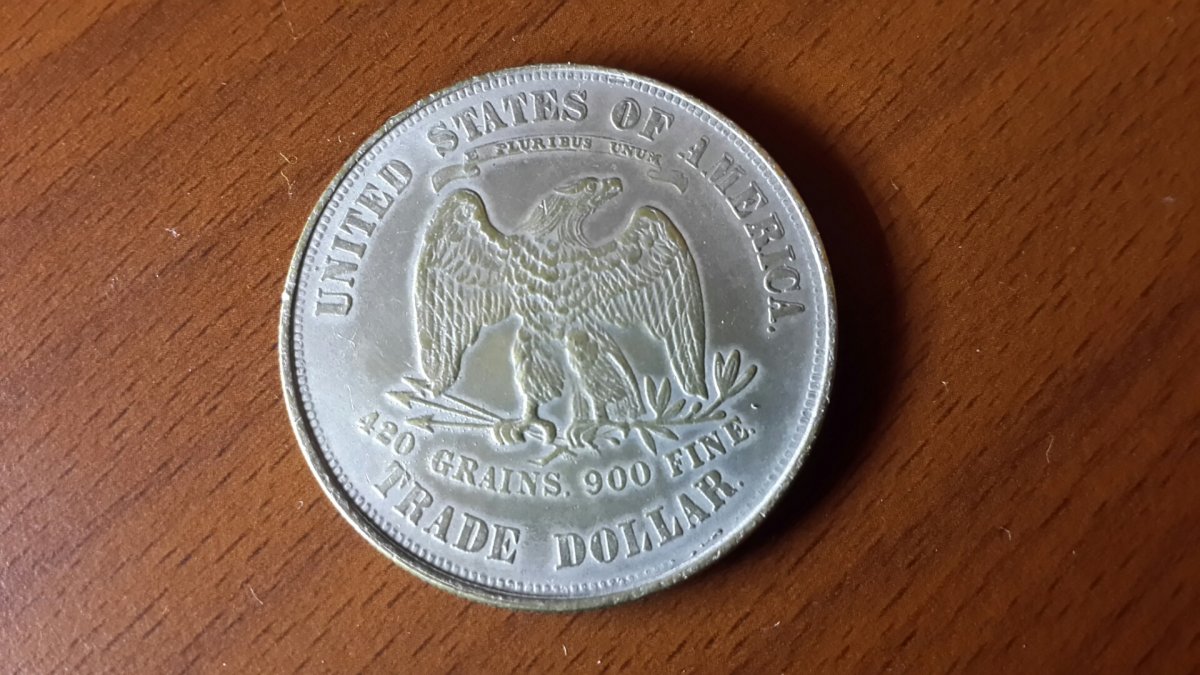 UNITED STATES OF AMERICA.
E PLURIBUS UNUM
420 GRAINS. 900 FINE.
TRADE DOLLAR.